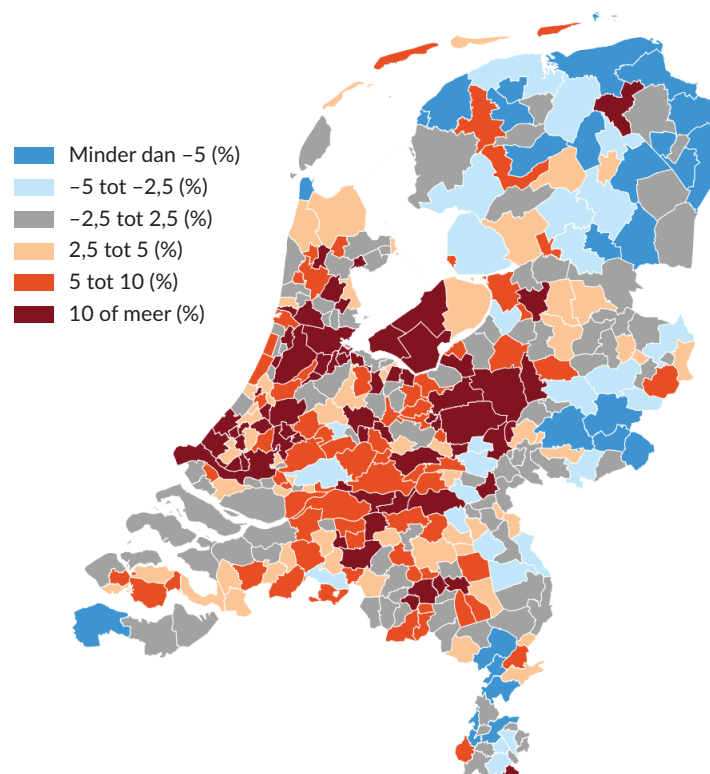 Minder dan –5 (%)
–5 tot –2,5 (%)
–2,5 tot 2,5 (%)
2,5 tot 5 (%)
5 tot 10 (%)
10 of meer (%)